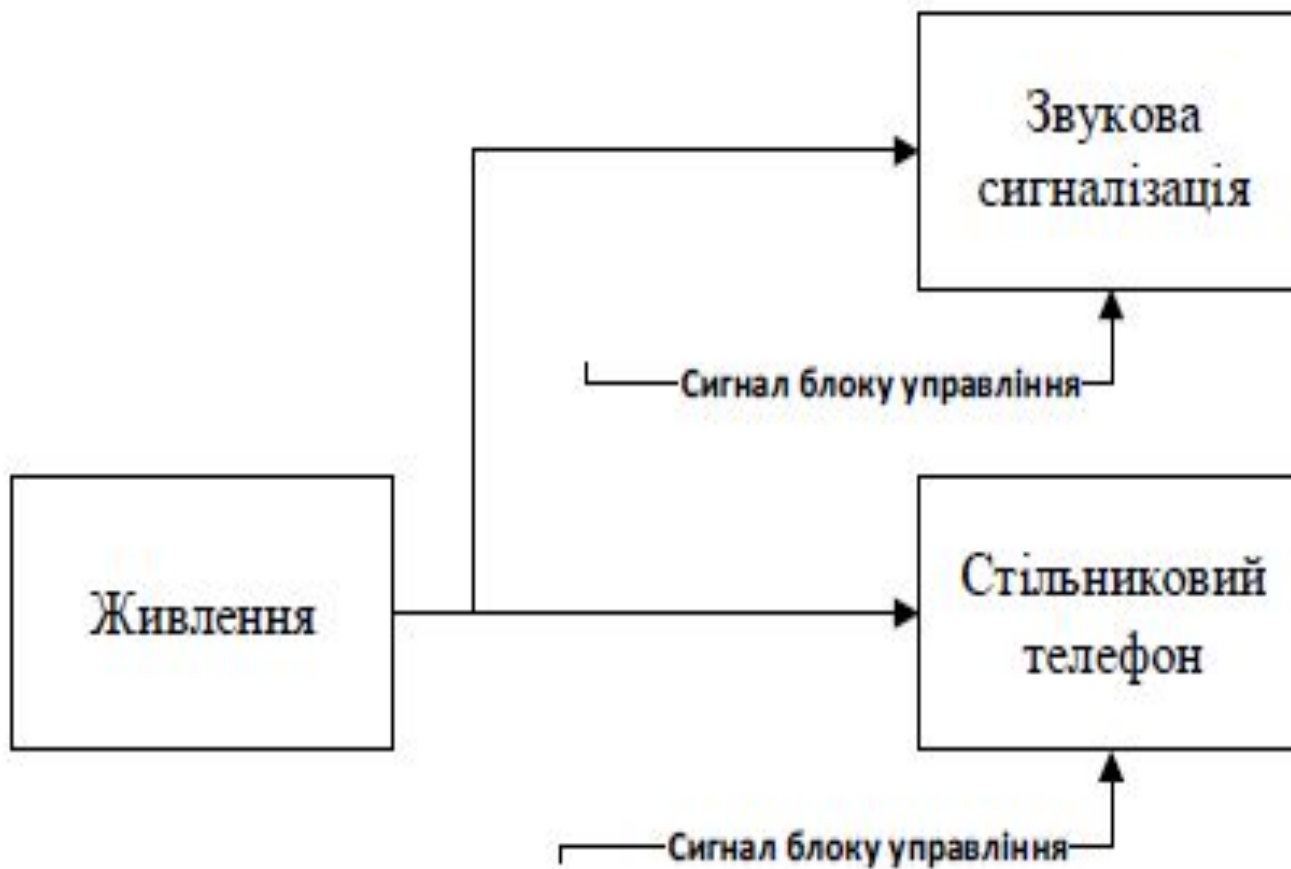 Звукова
сигналізація
Сигнал блоку управління
Живлення
Стільниковий
телефон
Сигнал блоку управління